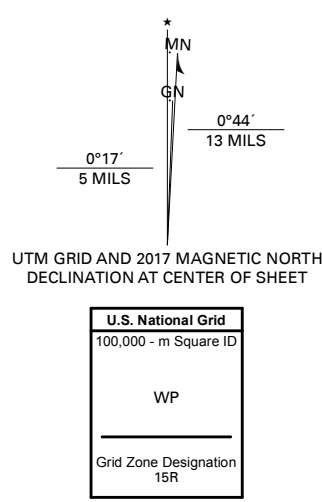 ★
MN
GN
0°44´
13 MILS
0°17´
5 MILS
UTM GRID AND 2017 MAGNETIC NORTH
DECLINATION AT CENTER OF SHEET
U.S. National Grid
100,000 - m Square ID
WP
Grid Zone Designation
15R